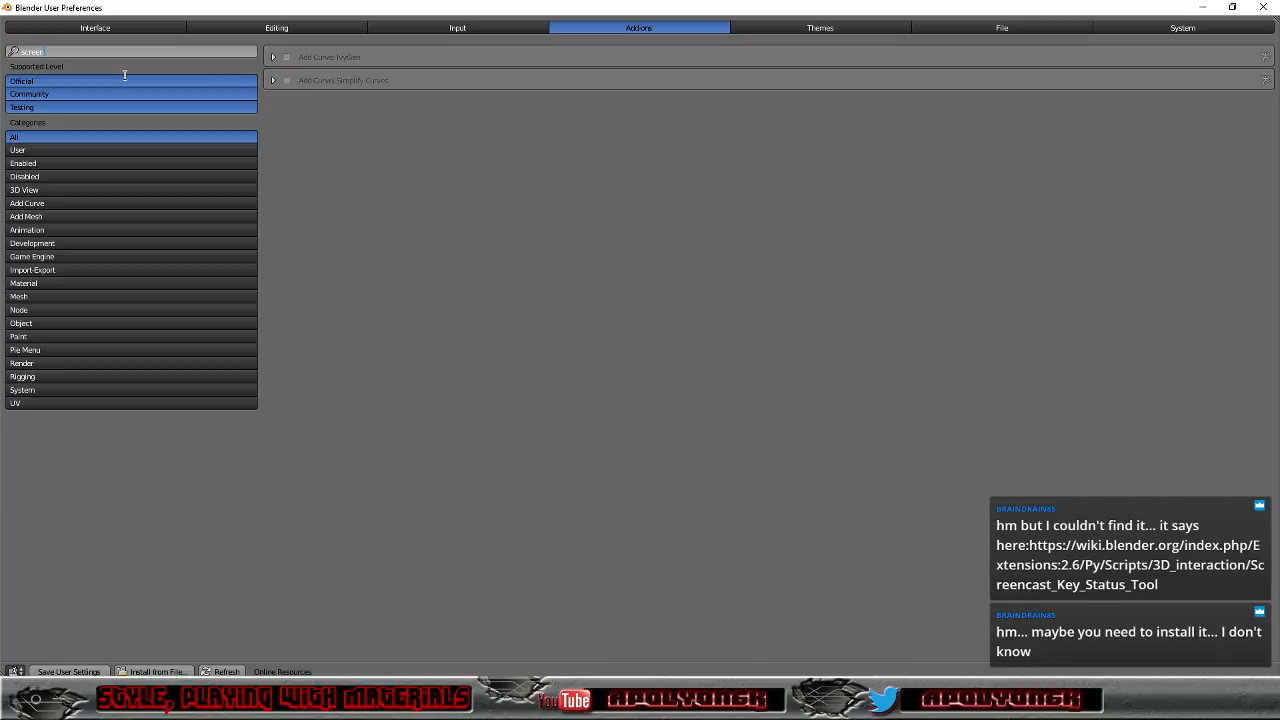 Blender User Preferences
Interface
Editing
Input
Add-ons
Themes
File
System
screen
Supported Level
Official
Community
Testing
Categories
All
User
Enabled
Disabled
3D View
Add Curve
Add Mesh
Animation
Development
Game Engine
Import-Export
Material
Mesh
Node
Object
Paint
Pie Menu
Render
Rigging
System
UV
Add Curve: IvyGen
Add Curve: Simplify Curves
BRAINDRAIN85
hm but I couldn't find it... it says
here:https://wiki.blender.org/index.php/E
xtensions:2.6/Py/Scripts/3D_interaction/Sc
reencast_Key_Status_Tool
BRAINDRAIN85
hm... maybe you need to install it... I don't
know
Save User Settings
Install from File...
Refresh
Online Resources
STYLE, PLAYING WITH MATERIALS
YouTube
APOLYONEK
APOLYONEK